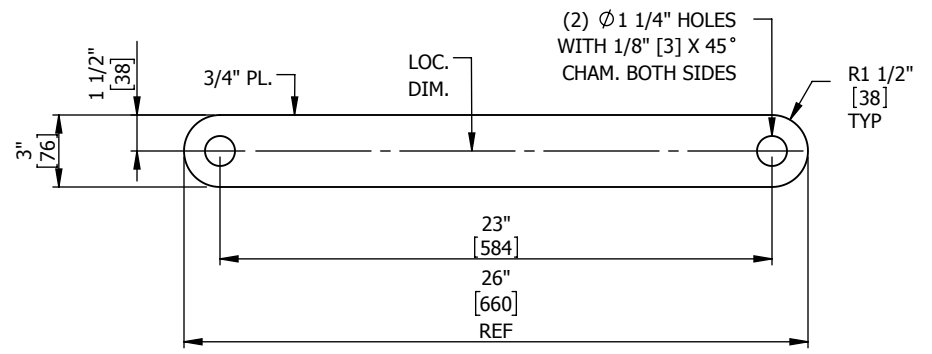 (2) ∅1 1/4" HOLES
WITH 1/8" [3] X 45°
CHAM. BOTH SIDES
LOC.
DIM.
3/4" PL.
R1 1/2"
[38]
TYP
1 1/2"
[38]
3"
[76]
23"
[584]
26"
[660]
REF